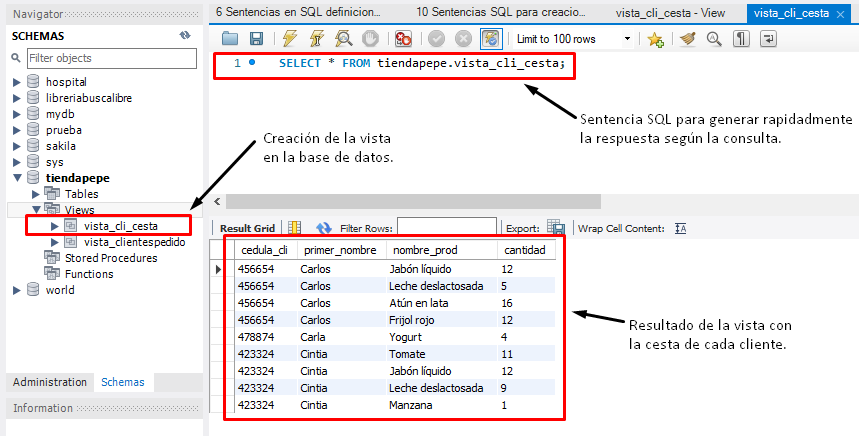 Navigator
SCHEMAS
Filter objects
hospital
libreriabuscalibre
mydb
prueba
sakila
sys
tiendapepe
Tables
Views
vista_cli_cesta
vista_clientespedido
Stored Procedures
Functions
world
Administration Schemas
Information
Creación de la vista
en la base de datos.
6 Sentencias en SQL definicion... 10 Sentencias SQL para creacio... vista_cli_cesta - View vista_cli_cesta
Limit to 100 rows
1 SELECT * FROM tiendapepe.vista_cli_cesta;
Sentencia SQL para generar rapidadmente
la respuesta según la consulta.
Result Grid Filter Rows: Export: Wrap Cell Content:
cedula_cli primer_nombre nombre_prod cantidad
456654 Carlos Jabón líquido 12
456654 Carlos Leche deslactosada 5
456654 Carlos Atún en lata 16
456654 Carlos Frijol rojo 12
478874 Carla Yogurt 4
423324 Cintia Tomate 11
423324 Cintia Jabón líquido 12
423324 Cintia Leche deslactosada 9
423324 Cintia Manzana 1
Resultado de la vista con
la cesta de cada cliente.